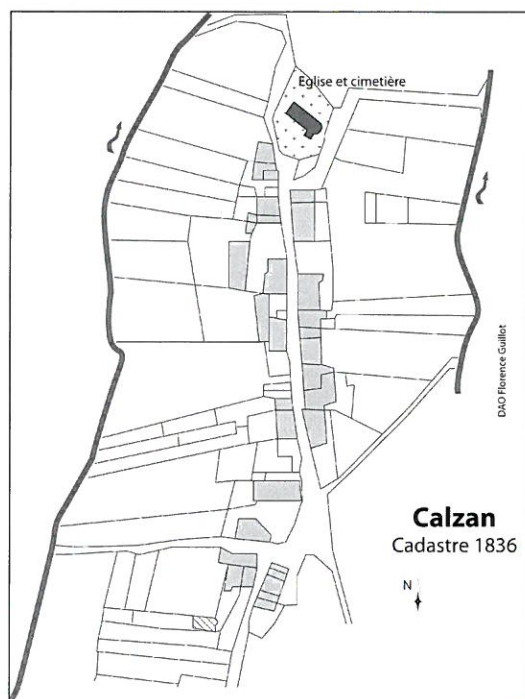 Eglise et cimetière
DAO Florence Guillot
Calzan
Cadastre 1836
N